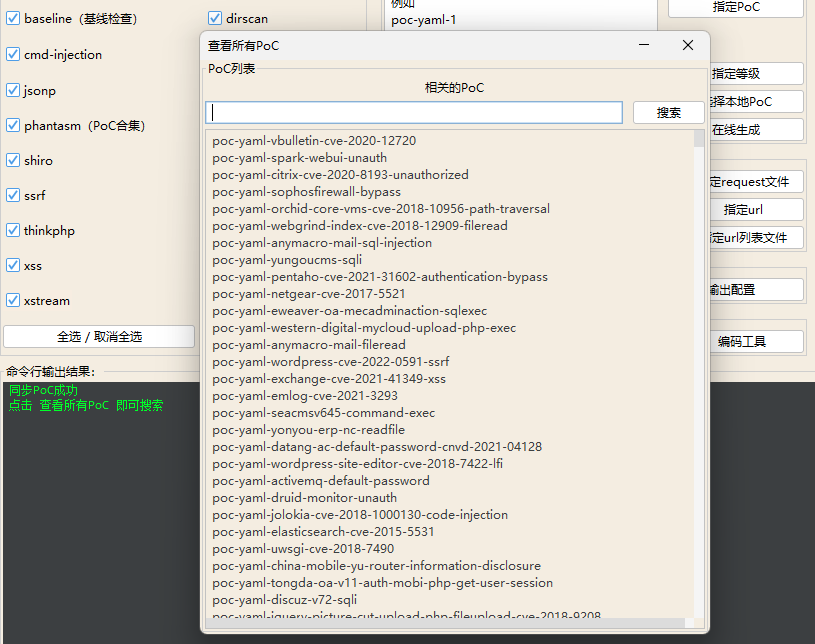 baseline（基线检查）
dirscan
cmd-injection
jsonp
phantasm（PoC合集）
shiro
ssrf
thinkphp
xss
xstream
全选 / 取消全选
例如
poc-yaml-1
指定PoC
指定等级
选择本地PoC
在线生成
定request文件
指定url
指定url列表文件
输出配置
编码工具
查看所有PoC
PoC列表
相关的PoC
搜索
poc-yaml-vbulletin-cve-2020-12720
poc-yaml-spark-webui-unauth
poc-yaml-citrix-cve-2020-8193-unauthorized
poc-yaml-sophosfirewall-bypass
poc-yaml-orchid-core-vms-cve-2018-10956-path-traversal
poc-yaml-webgrind-index-cve-2018-12909-fileread
poc-yaml-anymacro-mail-sql-injection
poc-yaml-yungoucms-sqli
poc-yaml-pentaho-cve-2021-31602-authentication-bypass
poc-yaml-netgear-cve-2017-5521
poc-yaml-eweaver-oa-mecadminaction-sqlexec
poc-yaml-western-digital-mycloud-upload-php-exec
poc-yaml-anymacro-mail-fileread
poc-yaml-wordpress-cve-2022-0591-ssrf
poc-yaml-exchange-cve-2021-41349-xss
poc-yaml-emlog-cve-2021-3293
poc-yaml-seacmsv645-command-exec
poc-yaml-yonyou-erp-nc-readfile
poc-yaml-datang-ac-default-password-cnvd-2021-04128
poc-yaml-wordpress-site-editor-cve-2018-7422-lfi
poc-yaml-activemq-default-password
poc-yaml-druid-monitor-unauth
poc-yaml-jolokia-cve-2018-1000130-code-injection
poc-yaml-elasticsearch-cve-2015-5531
poc-yaml-uwsgi-cve-2018-7490
poc-yaml-china-mobile-yu-router-information-disclosure
poc-yaml-tongda-oa-v11-auth-mobi-php-get-user-session
poc-yaml-discuz-v72-sqli
poc-yaml-jquery-picture-cut-upload-php-fileupload-cve-2018-9208
命令行输出结果：
同步PoC成功
点击 查看所有PoC 即可搜索